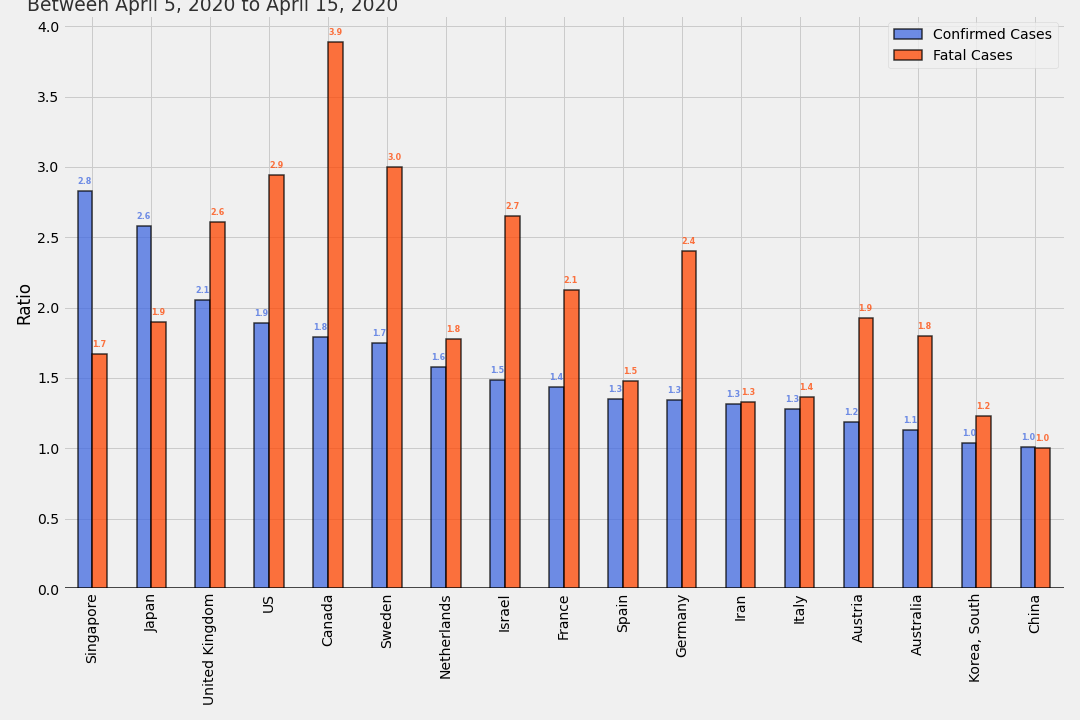 Between April 5, 2020 to April 15, 2020
Confirmed Cases
Fatal Cases
Ratio
4.0
3.5
3.0
2.5
2.0
1.5
1.0
0.5
0.0
2.8 2.6 2.1 1.9 1.8 1.7 1.6 1.5 1.4 1.3 1.3 1.3 1.3 1.2 1.1 1.0 1.0
1.7 1.9 2.6 2.9 3.9 3.0 1.8 2.7 2.1 1.5 2.4 1.3 1.4 1.9 1.8 1.2 1.0
Singapore
Japan
United Kingdom
US
Canada
Sweden
Netherlands
Israel
France
Spain
Germany
Iran
Italy
Austria
Australia
Korea, South
China